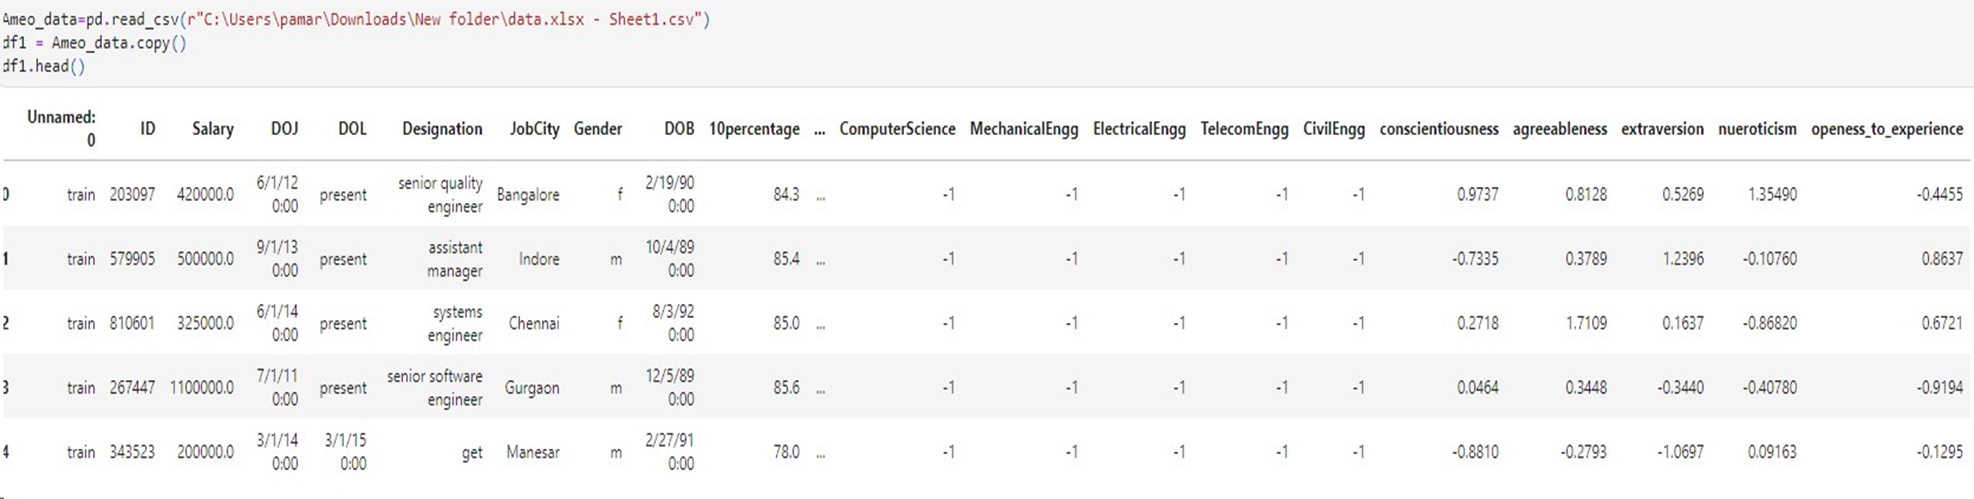 Ameo_data=pd.read_csv(r"C:\Users\pamar\Downloads\New folder\data.xlsx - Sheet1.csv")
df1 = Ameo_data.copy()
df1.head()
Unnamed: 0 ID Salary DOJ DOL Designation JobCity Gender DOB 10percentage ... ComputerScience MechanicalEngg ElectricalEngg TelecomEngg CivilEngg conscientiousness agreeableness extraversion nueroticism openess_to_experience
0 train 203097 420000.0 6/1/12 0:00 present senior quality engineer Bangalore f 2/19/90 0:00 84.3 ... -1 -1 -1 -1 -1 0.9737 0.8128 0.5269 1.35490 -0.4455
1 train 579905 500000.0 9/1/13 0:00 present assistant manager Indore m 10/4/89 0:00 85.4 ... -1 -1 -1 -1 -1 -0.7335 0.3789 1.2396 -0.10760 0.8637
2 train 810601 325000.0 6/1/14 0:00 present systems engineer Chennai f 8/3/92 0:00 85.0 ... -1 -1 -1 -1 -1 0.2718 1.7109 0.1637 -0.86820 0.6721
3 train 267447 1100000.0 7/1/11 0:00 present senior software engineer Gurgaon m 12/5/89 0:00 85.6 ... -1 -1 -1 -1 -1 0.0464 0.3448 -0.3440 -0.40780 -0.9194
4 train 343523 200000.0 3/1/14 0:00 3/1/15 0:00 get Manesar m 2/27/91 0:00 78.0 ... -1 -1 -1 -1 -1 -0.8810 -0.2793 -1.0697 0.09163 -0.1295